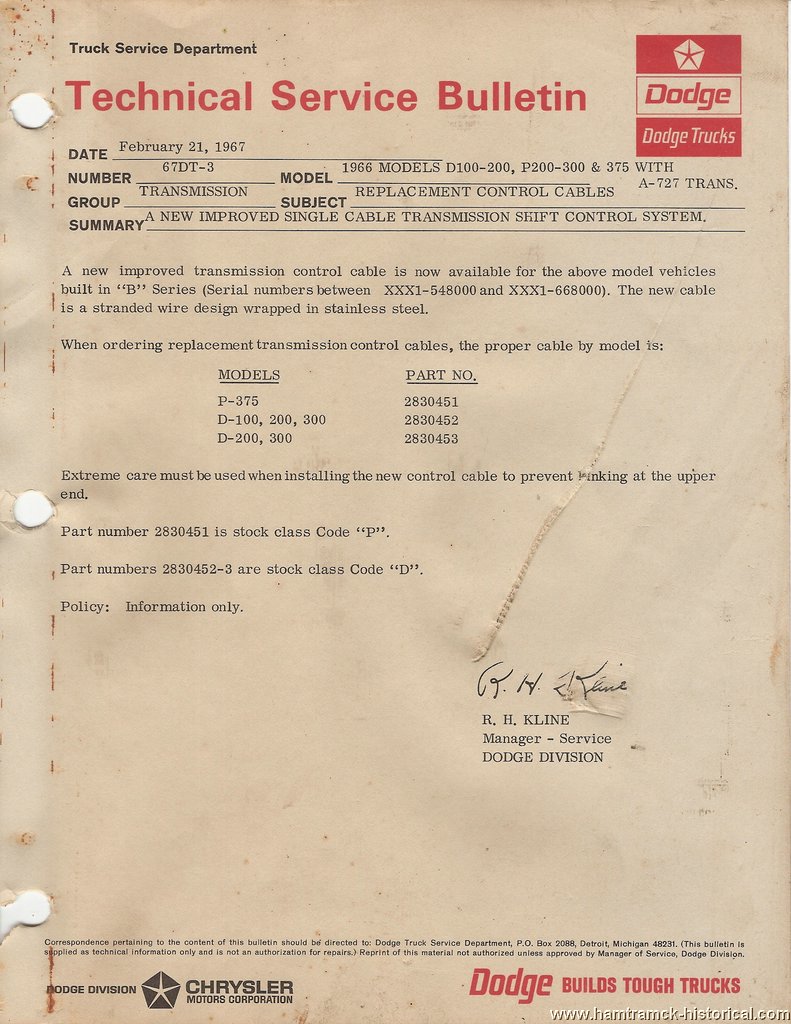 Truck Service Department
Technical Service Bulletin
Dodge
Dodge Trucks
DATE February 21, 1967
NUMBER 67DT-3 MODEL 1966 MODELS D100-200, P200-300 & 375 WITH
A-727 TRANS.
GROUP TRANSMISSION SUBJECT REPLACEMENT CONTROL CABLES
SUMMARY A NEW IMPROVED SINGLE CABLE TRANSMISSION SHIFT CONTROL SYSTEM.
A new improved transmission control cable is now available for the above model vehicles
built in "B" Series (Serial numbers between XXX1-548000 and XXX1-668000). The new cable
is a stranded wire design wrapped in stainless steel.
When ordering replacement transmission control cables, the proper cable by model is:
MODELS PART NO.
P-375 2830451
D-100, 200, 300 2830452
D-200, 300 2830453
Extreme care must be used when installing the new control cable to prevent kinking at the upper
end.
Part number 2830451 is stock class Code "P".
Part numbers 2830452-3 are stock class Code "D".
Policy: Information only.
R. H. Kline
R. H. KLINE
Manager - Service
DODGE DIVISION
Correspondence pertaining to the content of this bulletin should be directed to: Dodge Truck Service Department, P.O. Box 2088, Detroit, Michigan 48231. (This bulletin is
supplied as technical information only and is not an authorization for repairs.) Reprint of this material not authorized unless approved by Manager of Service, Dodge Division.
DODGE DIVISION CHRYSLER
MOTORS CORPORATION
Dodge BUILDS TOUGH TRUCKS
www.hamtramck-historical.com